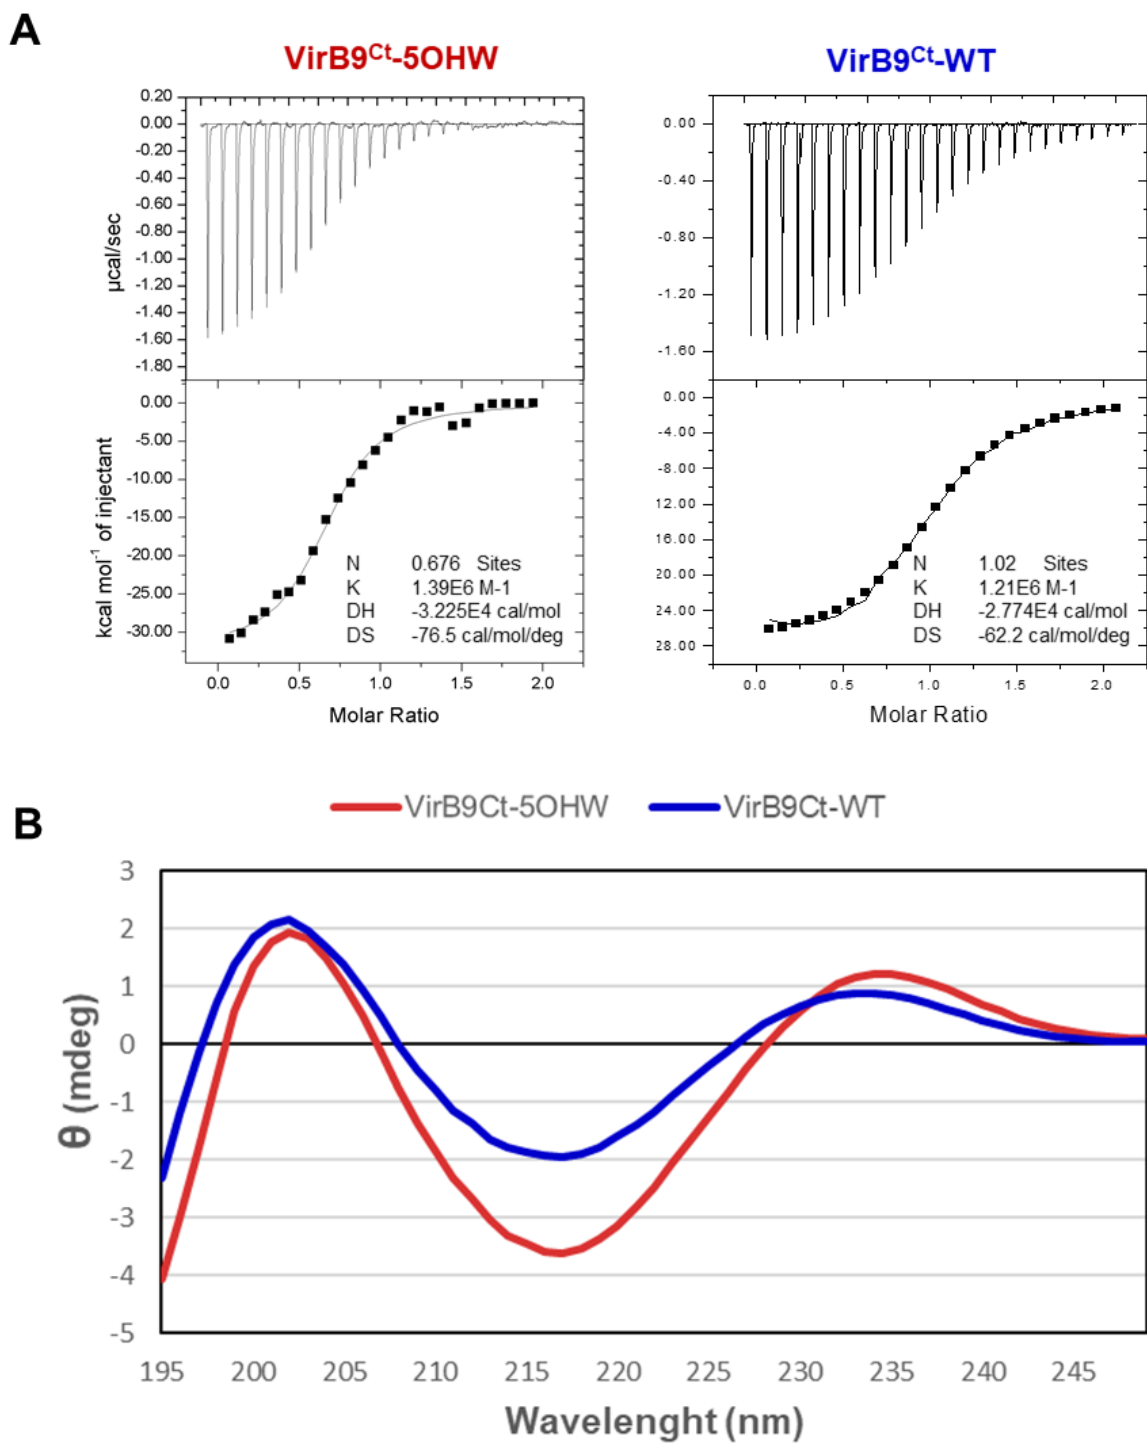 A
VirB9Ct-5OHW
VirB9Ct-WT
0.20
0.00
-0.20
-0.40
-0.60
-0.80
-1.00
-1.20
-1.40
-1.60
-1.80
µcal/sec
0.00
-0.40
-0.80
-1.20
-1.60
0.00
-5.00
-10.00
-15.00
-20.00
-25.00
-30.00
kcal mol-1 of injectant
N 0.676 Sites
K 1.39E6 M-1
DH -3.225E4 cal/mol
DS -76.5 cal/mol/deg
0.0 0.5 1.0 1.5 2.0
Molar Ratio
0.00
-4.00
-8.00
12.00
16.00
20.00
24.00
28.00
N 1.02 Sites
K 1.21E6 M-1
DH -2.774E4 cal/mol
DS -62.2 cal/mol/deg
0.0 0.5 1.0 1.5 2.0
Molar Ratio
B
VirB9Ct-5OHW VirB9Ct-WT
3
2
1
0
-1
-2
-3
-4
-5
θ (mdeg)
195 200 205 210 215 220 225 230 235 240 245
Wavelenght (nm)